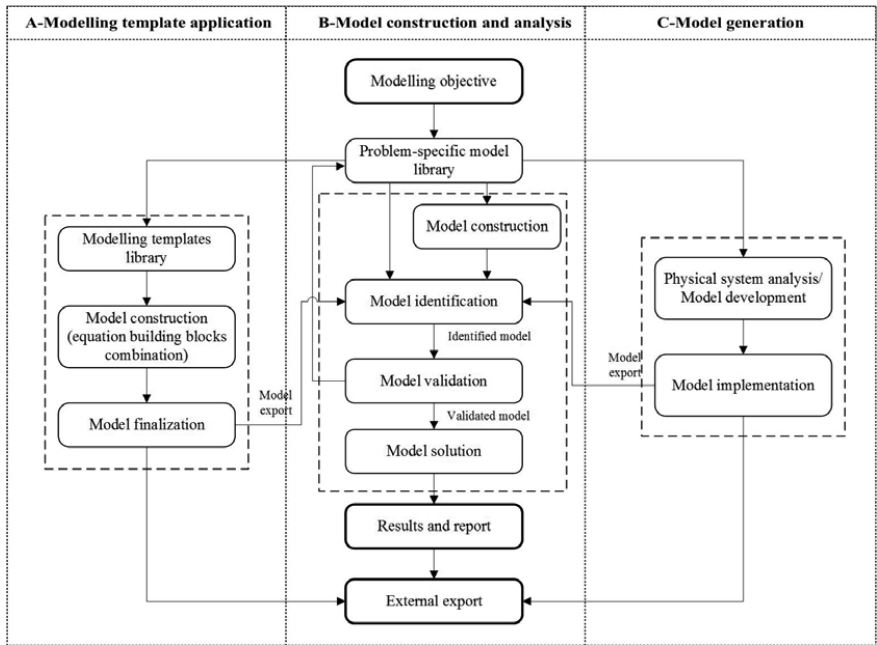 A-Modelling template application
B-Model construction and analysis
C-Model generation
Modelling objective
Problem-specific model
library
Model construction
Modelling templates
library
Physical system analysis/
Model development
Model identification
Model construction
(equation building blocks
combination)
Identified model
Model
export
Model validation
Model implementation
Model
export
Validated model
Model finalization
Model solution
Results and report
External export